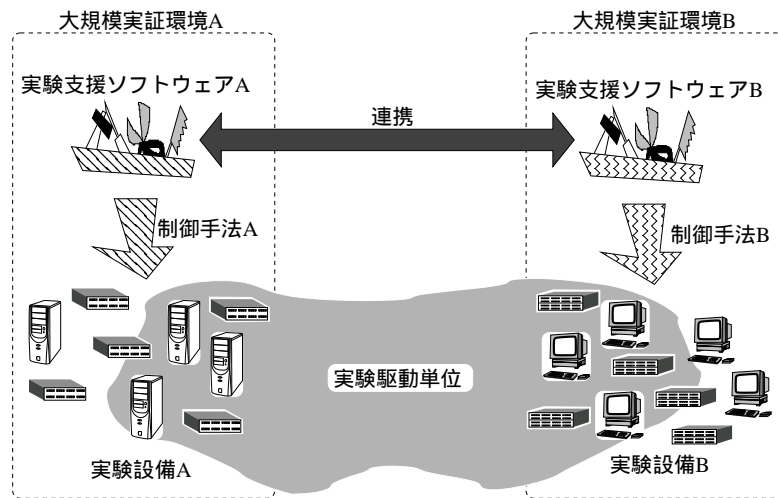 大規模実証環境A
大規模実証環境B
実験支援ソフトウェアA
実験支援ソフトウェアB
連携
制御手法A
制御手法B
実験駆動単位
実験設備A
実験設備B